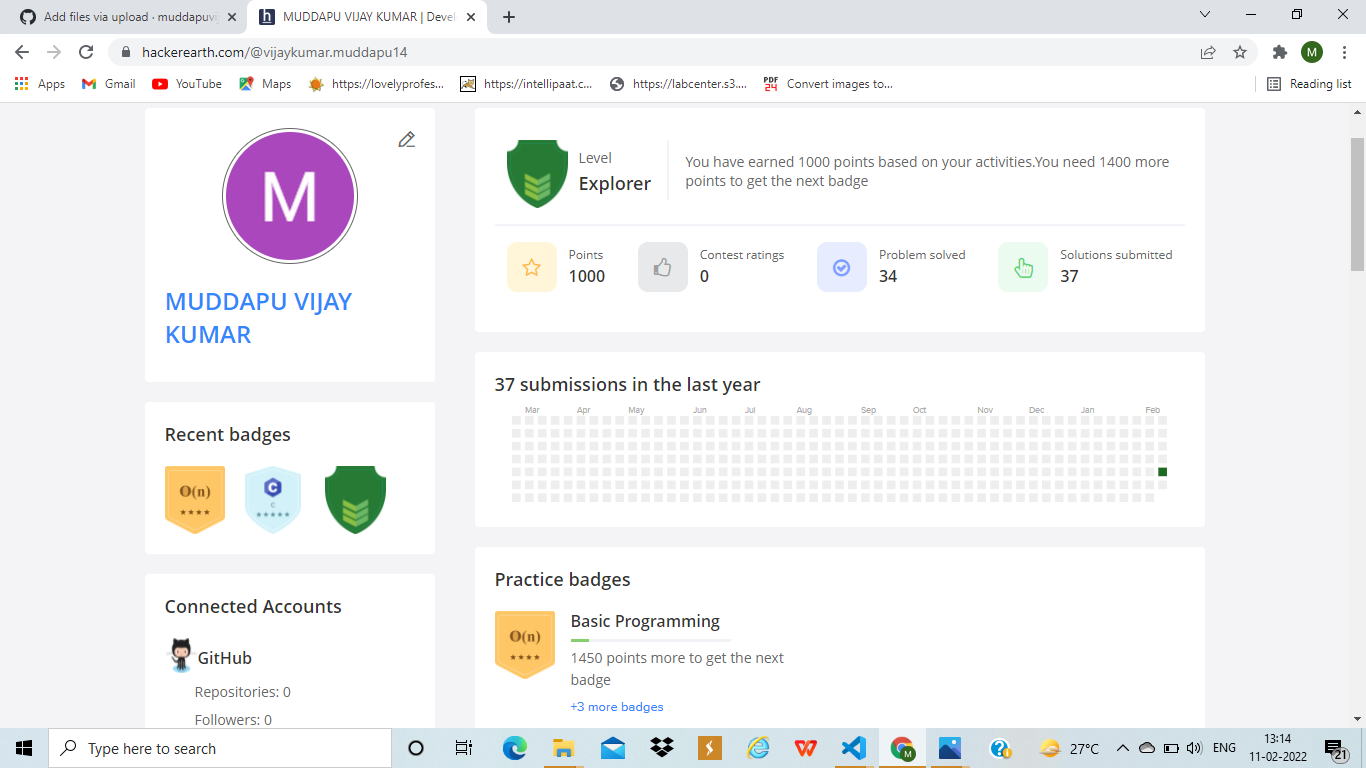 Add files via upload · muddapuvi
MUDDAPU VIJAY KUMAR | Devel
hackerearth.com/@vijaykumar.muddapu14
M
Apps
Gmail
YouTube
Maps
https://lovelyprofes...
https://intellipaat.c...
https://labcenter.s3....
PDF
24
Convert images to...
Reading list
M
MUDDAPU VIJAY
KUMAR
Level
Explorer
You have earned 1000 points based on your activities.You need 1400 more
points to get the next badge
Points
1000
Contest ratings
0
Problem solved
34
Solutions submitted
37
37 submissions in the last year
Mar Apr May Jun Jul Aug Sep Oct Nov Dec Jan Feb
Recent badges
O(n)
C
C
Connected Accounts
GitHub
Repositories: 0
Followers: 0
Practice badges
O(n)
Basic Programming
1450 points more to get the next
badge
+3 more badges
Type here to search
M
27°C
ENG
13:14
11-02-2022
21